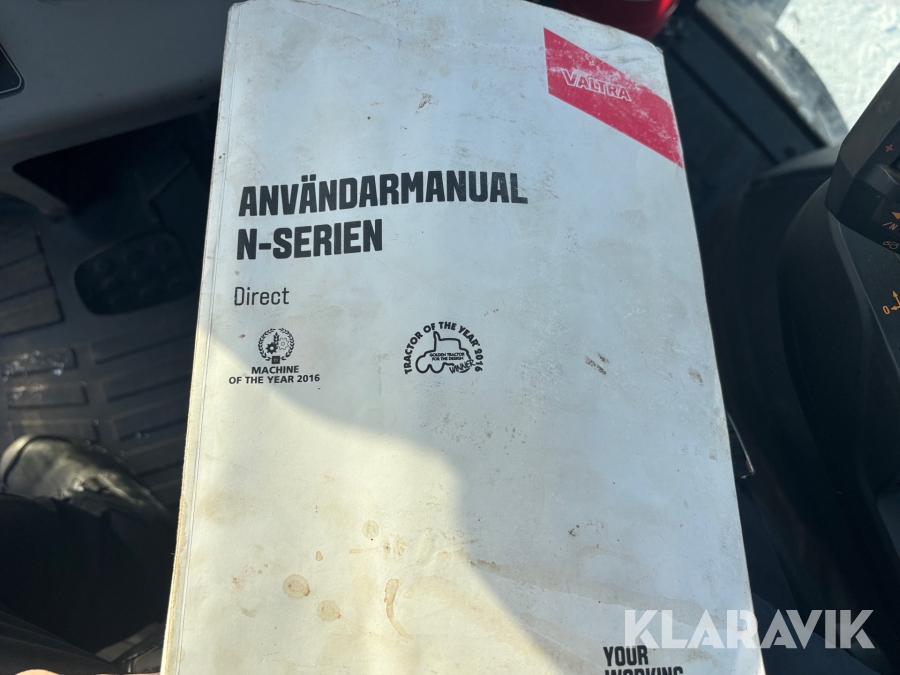 VALTRA
ANVÄNDARMANUAL
N-SERIEN
Direct
MACHINE
OF THE YEAR 2016
TRACTOR OF THE YEAR 2016
GOLDEN TRACTOR
FOR THE DESIGN
WINNER
YOUR
WORKING
KLARAVIK